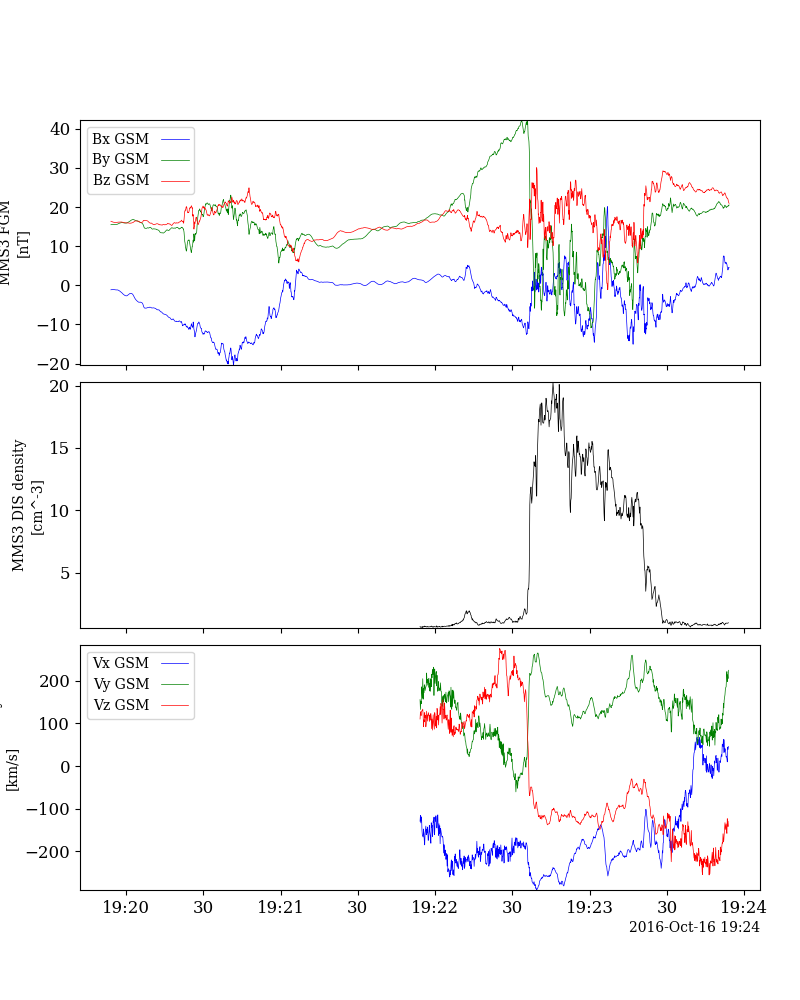 40
30
20
10
0
−10
−20
MMS3 FGM
[nT]
Bx GSM
By GSM
Bz GSM
20
15
10
5
MMS3 DIS density
[cm^-3]
200
100
0
−100
−200
[km/s]
Vx GSM
Vy GSM
Vz GSM
19:20 30 19:21 30 19:22 30 19:23 30 19:24
2016-Oct-16 19:24